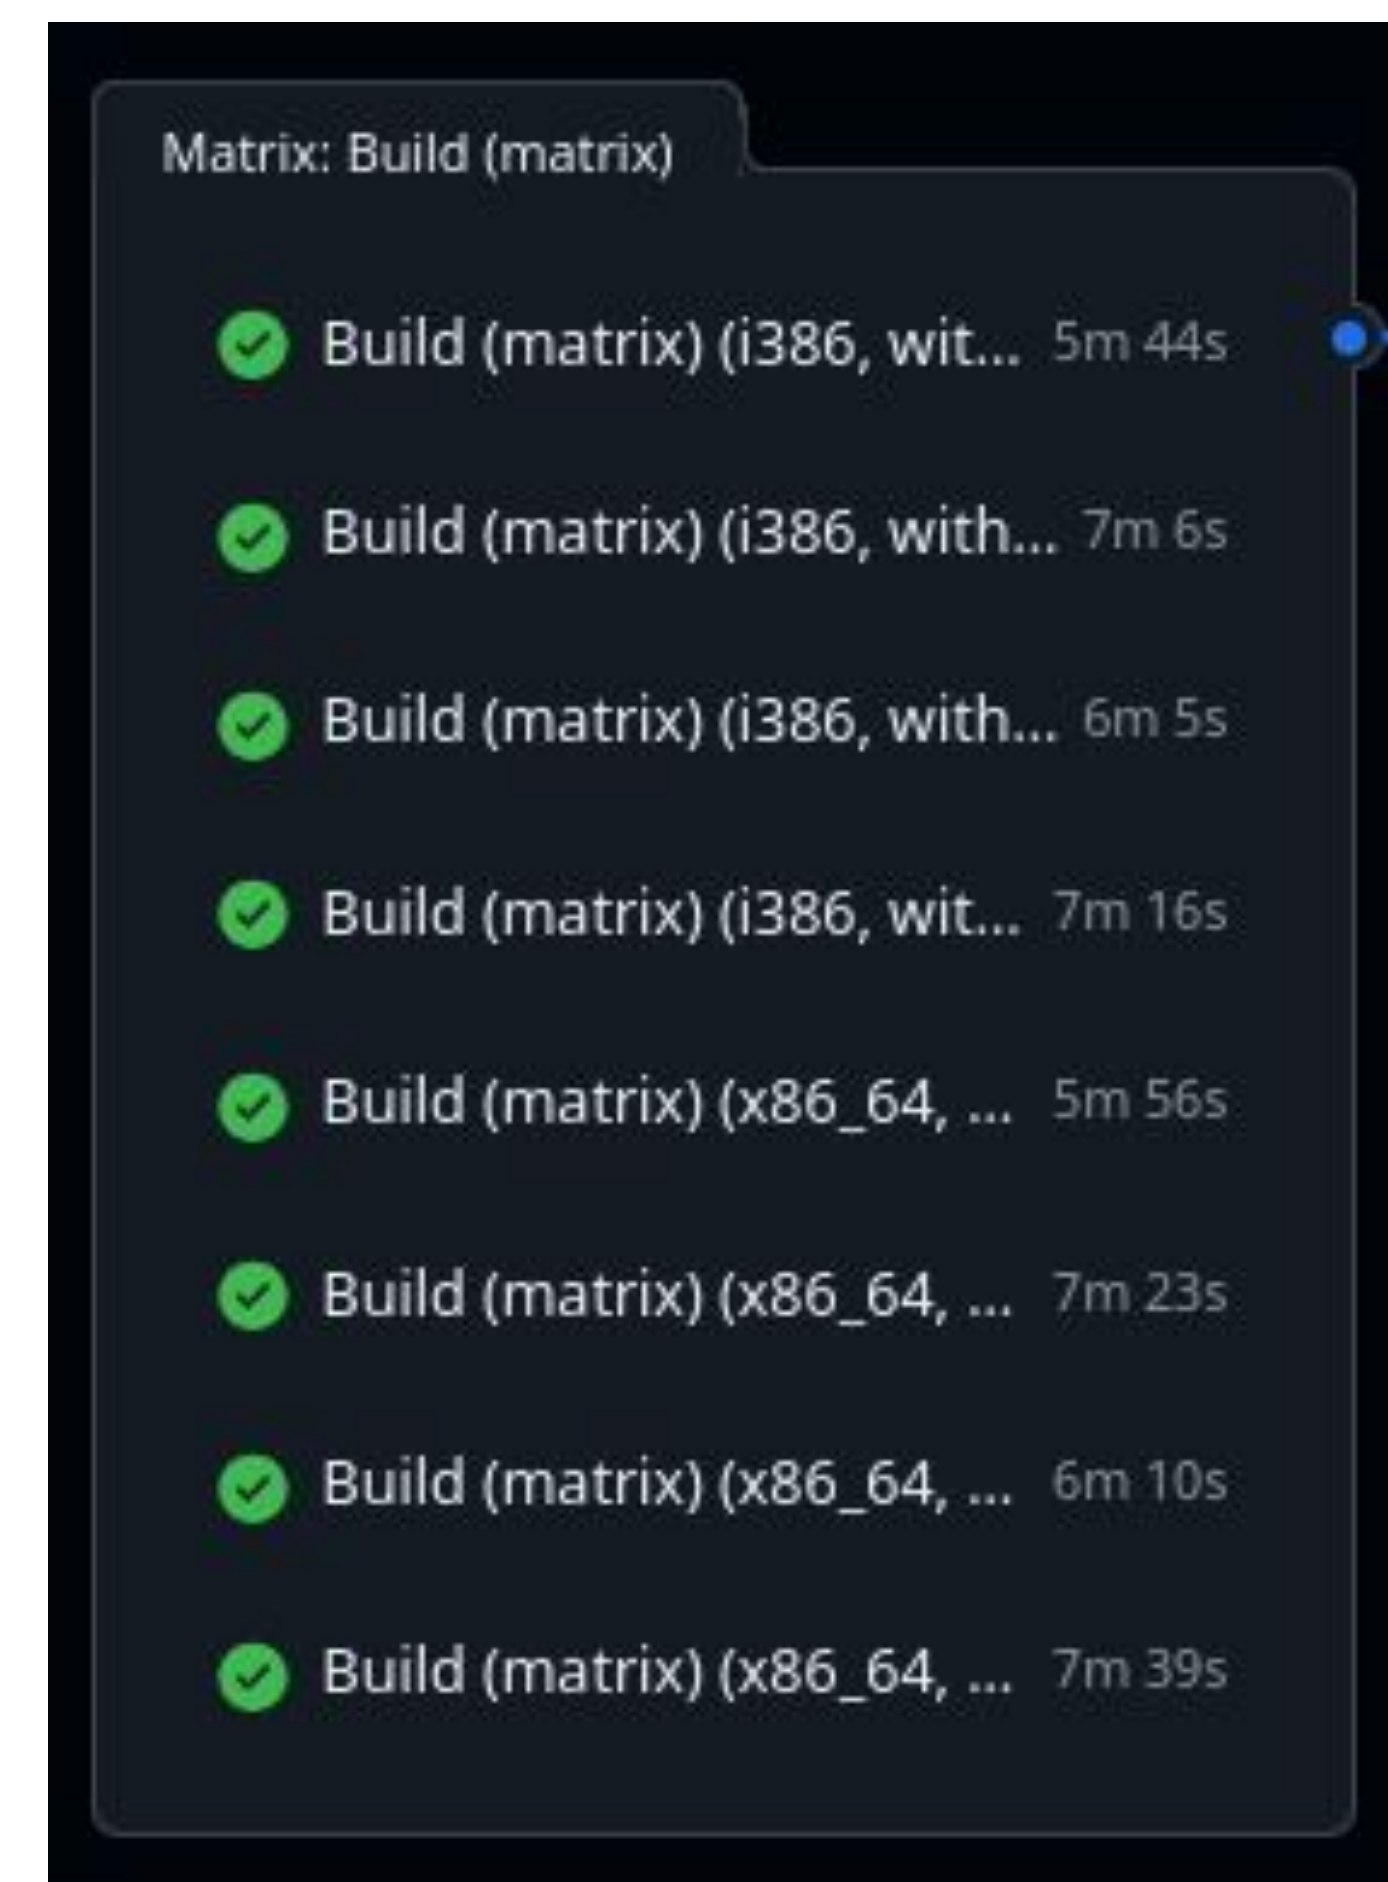 Matrix: Build (matrix)
Build (matrix) (i386, wit... 5m 44s
Build (matrix) (i386, with... 7m 6s
Build (matrix) (i386, with... 6m 5s
Build (matrix) (i386, wit... 7m 16s
Build (matrix) (x86_64, ... 5m 56s
Build (matrix) (x86_64, ... 7m 23s
Build (matrix) (x86_64, ... 6m 10s
Build (matrix) (x86_64, ... 7m 39s